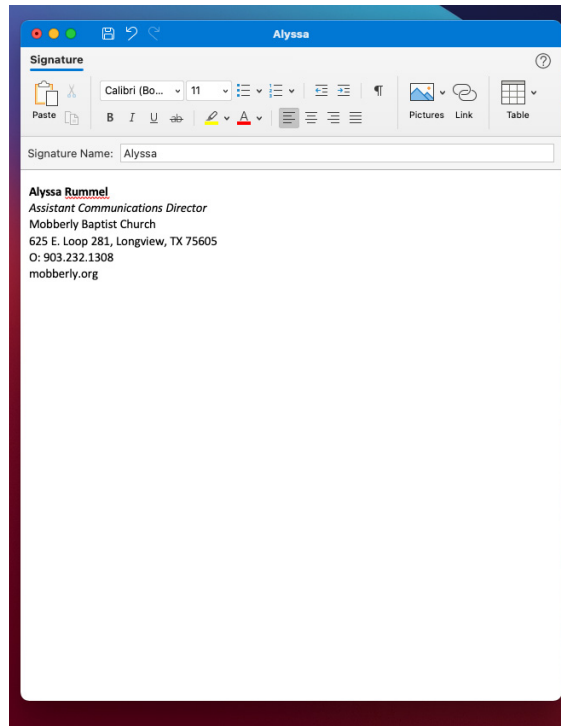 Alyssa
Signature
Paste
Calibri (Bo...
11
B I U ab A
Pictures
Link
Table
Signature Name: Alyssa
Alyssa Rummel
Assistant Communications Director
Mobberly Baptist Church
625 E. Loop 281, Longview, TX 75605
O: 903.232.1308
mobberly.org